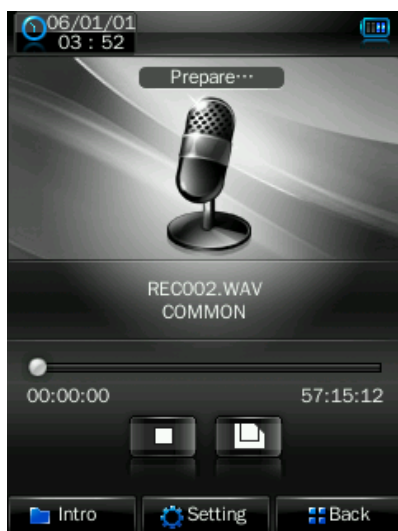 06/01/01
03 : 52
Prepare···
REC002.WAV
COMMON
00:00:00 57:15:12
Intro Setting Back